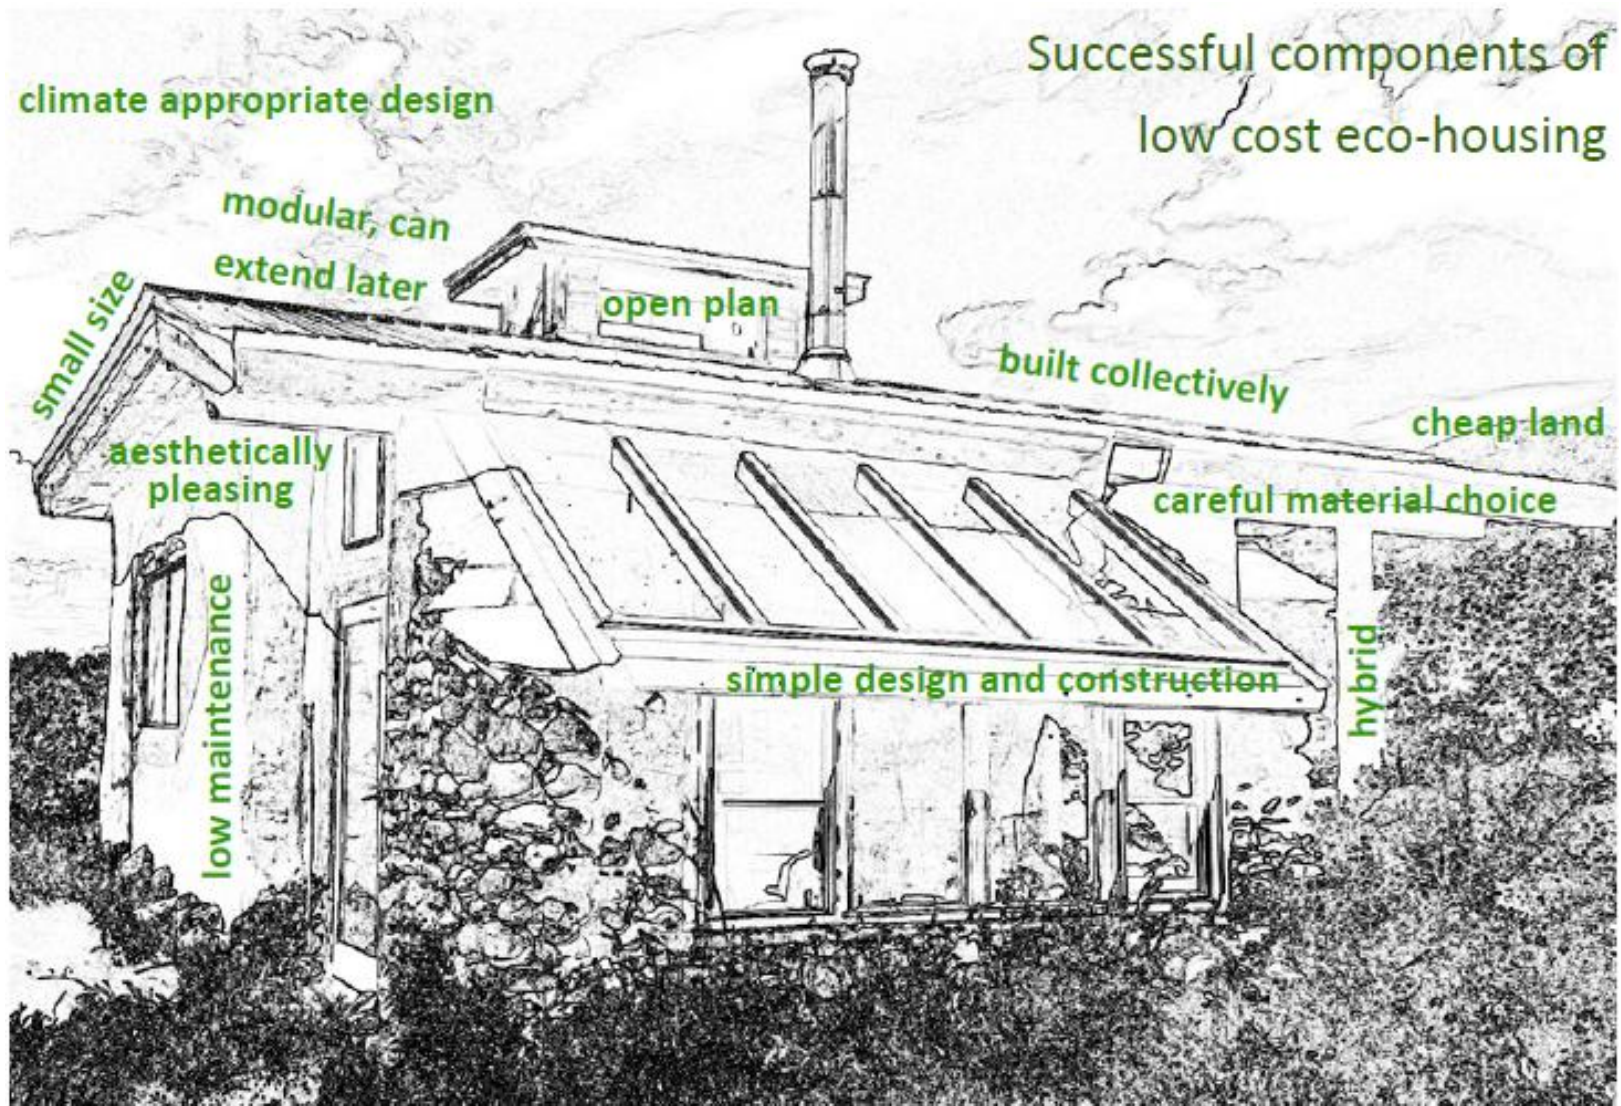 Successful components of
low cost eco-housing
climate appropriate design
modular, can
extend later
small size
open plan
built collectively
cheap land
aesthetically
pleasing
careful material choice
low maintenance
simple design and construction
hybrid